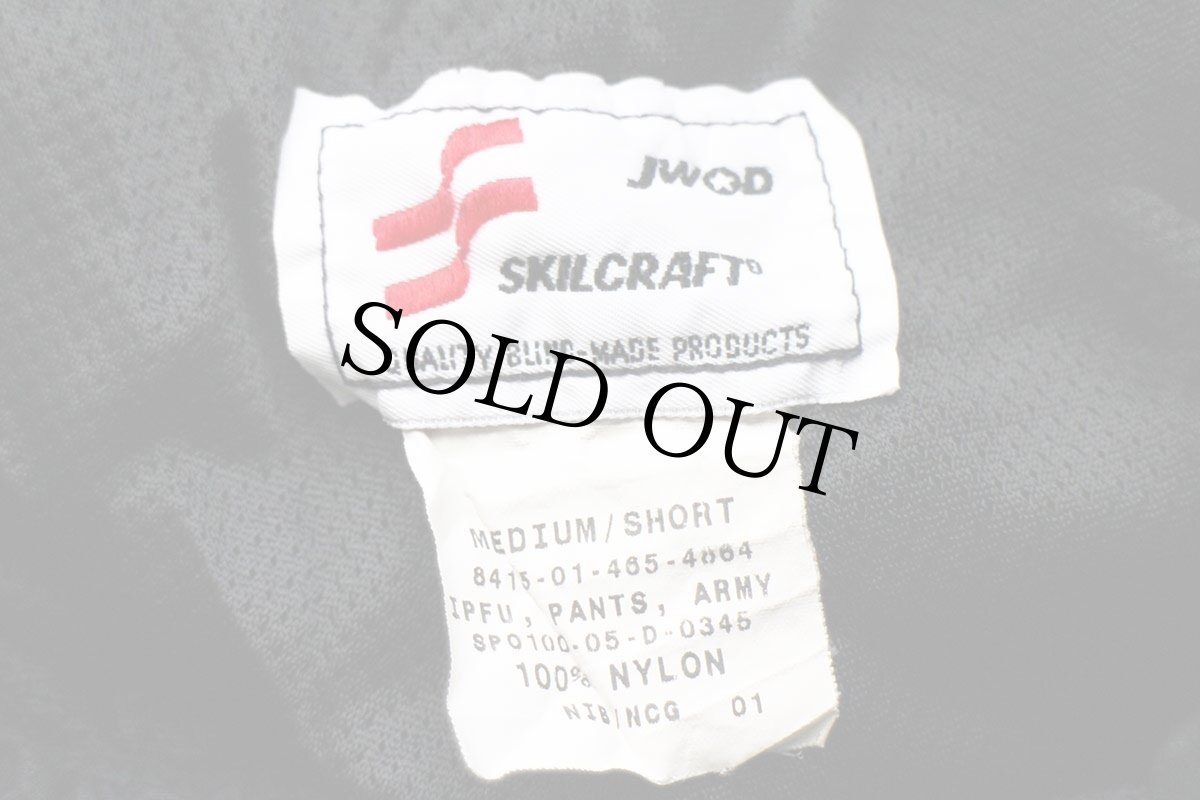 JWOD
SKILCRAFT®
QUALITY BLIND-MADE PRODUCTS
SOLD OUT
MEDIUM/SHORT
8415-01-465-4864
IPFU, PANTS, ARMY
SPO100-05-D-0345
100% NYLON
NIB/NCG 01